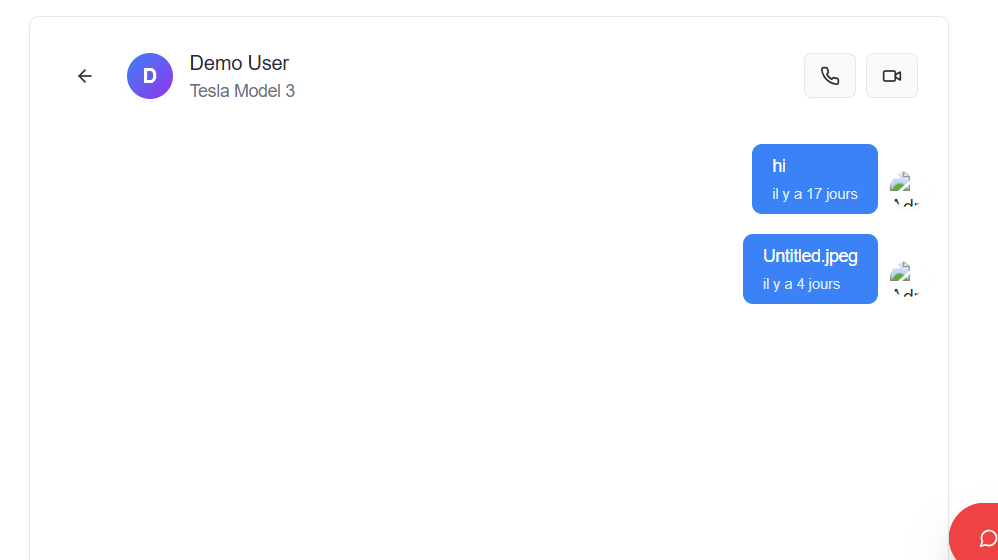 D
Demo User
Tesla Model 3
hi
il y a 17 jours
Untitled.jpeg
il y a 4 jours